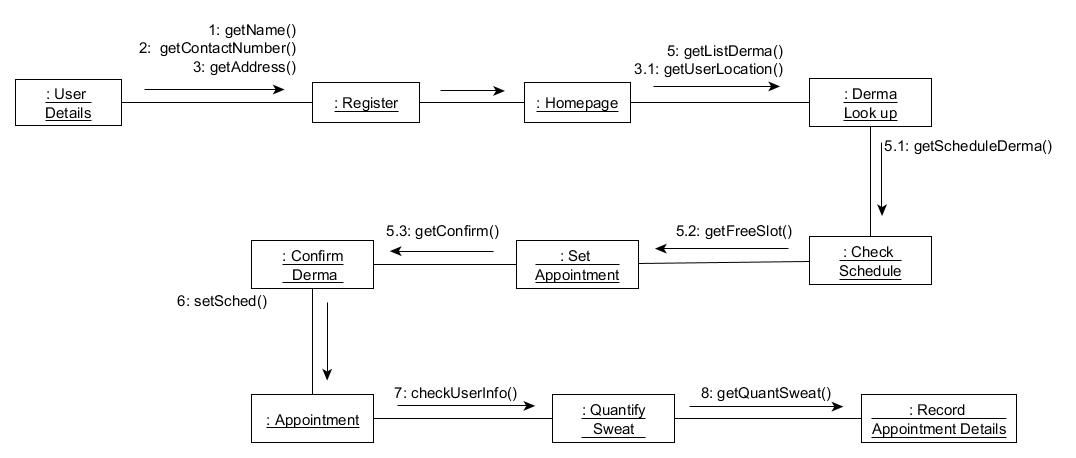 1: getName()
2: getContactNumber()
3: getAddress()
5: getListDerma()
3.1: getUserLocation()
: User
Details
: Register
: Homepage
: Derma
Look up
5.1: getScheduleDerma()
5.3: getConfirm()
5.2: getFreeSlot()
: Confirm
Derma
: Set
Appointment
: Check
Schedule
6: setSched()
7: checkUserInfo()
8: getQuantSweat()
: Appointment
: Quantify
Sweat
: Record
Appointment Details